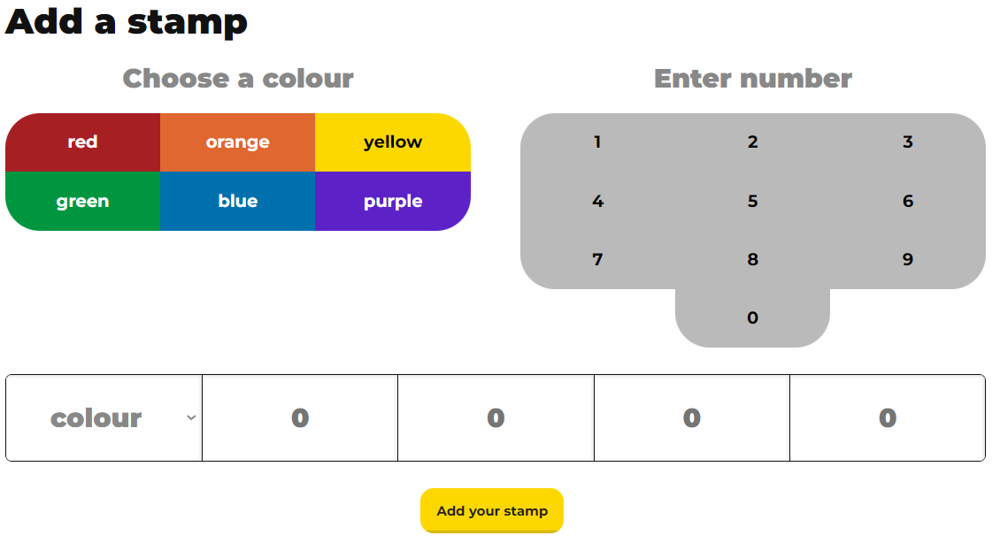 Add a stamp
Choose a colour
Enter number
red orange yellow
green blue purple
1 2 3
4 5 6
7 8 9
0
colour 0 0 0 0
Add your stamp